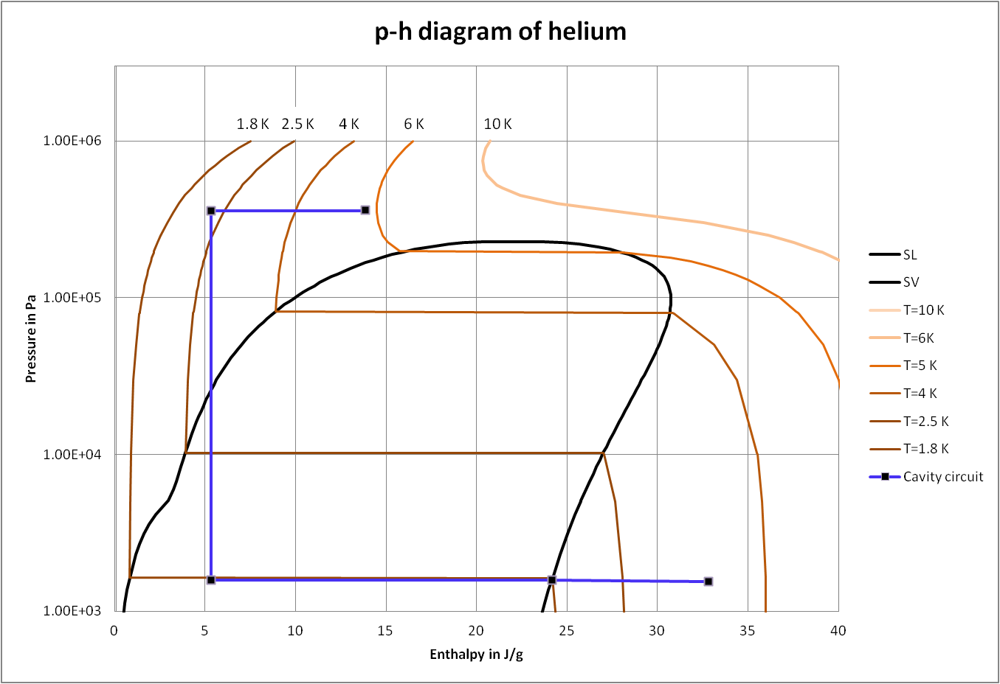 p-h diagram of helium
1.8 K 2.5 K 4 K 6 K 10 K
1.00E+06
1.00E+05
1.00E+04
1.00E+03
Pressure in Pa
0 5 10 15 20 25 30 35 40
Enthalpy in J/g
SL
SV
T=10 K
T=6K
T=5 K
T=4 K
T=2.5 K
T=1.8 K
Cavity circuit